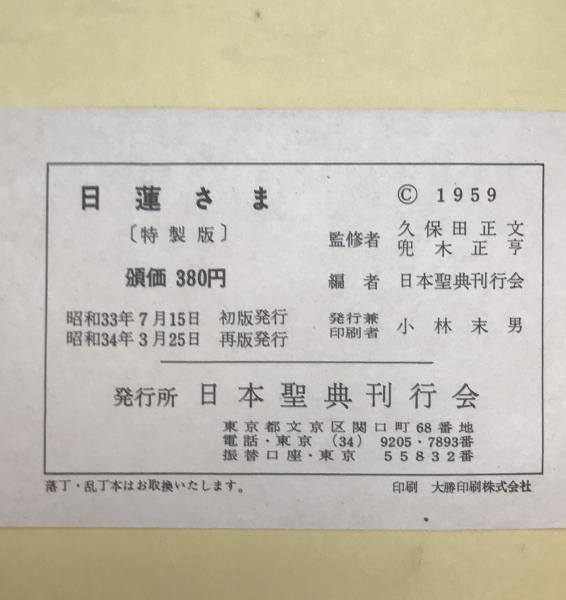 日蓮さま
〔特製版〕
頒価 380円
昭和33年7月15日 初版発行
昭和34年3月25日 再版発行
© 1959
監修者 久保田正文
兜木正亨
編者 日本聖典刊行会
発行兼印刷者 小林末男
発行所 日本聖典刊行会
東京都文京区関口町68番地
電話・東京 (34) 9205・7893番
振替口座・東京 55832番
落丁・乱丁本はお取換いたします。
印刷 大勝印刷株式会社